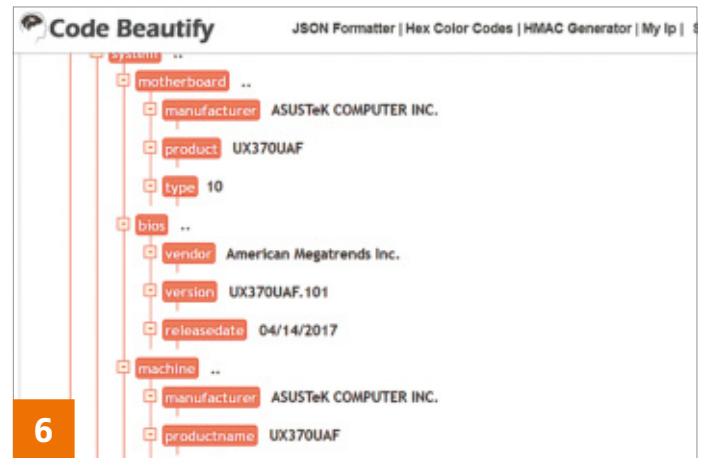 Code Beautify JSON Formatter | Hex Color Codes | HMAC Generator | My Ip |
system ..
motherboard ..
manufacturer ASUSTeK COMPUTER INC.
product UX370UAF
type 10
bios ..
vendor American Megatrends Inc.
version UX370UAF.101
releasedate 04/14/2017
machine ..
manufacturer ASUSTeK COMPUTER INC.
productname UX370UAF
6